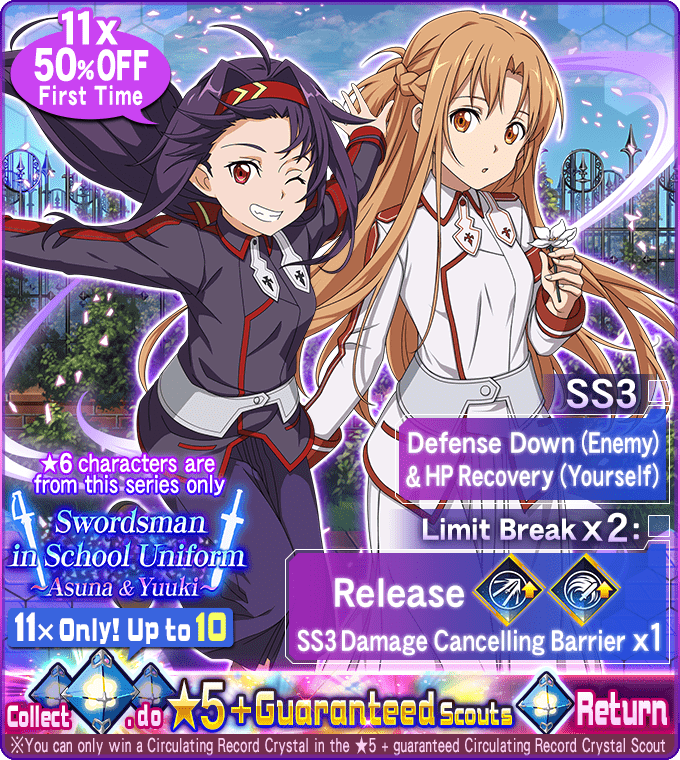 11x
50%OFF
First Time
SS3
Defense Down (Enemy)
& HP Recovery (Yourself)
★6 characters are
from this series only
Swordsman
in School Uniform
~Asuna & Yuuki~
Limit Break x2:
Release
SS3 Damage Cancelling Barrier x1
11x Only! Up to 10
Collect , do ★5 +Guaranteed Scouts Return
※You can only win a Circulating Record Crystal in the ★5 + guaranteed Circulating Record Crystal Scout